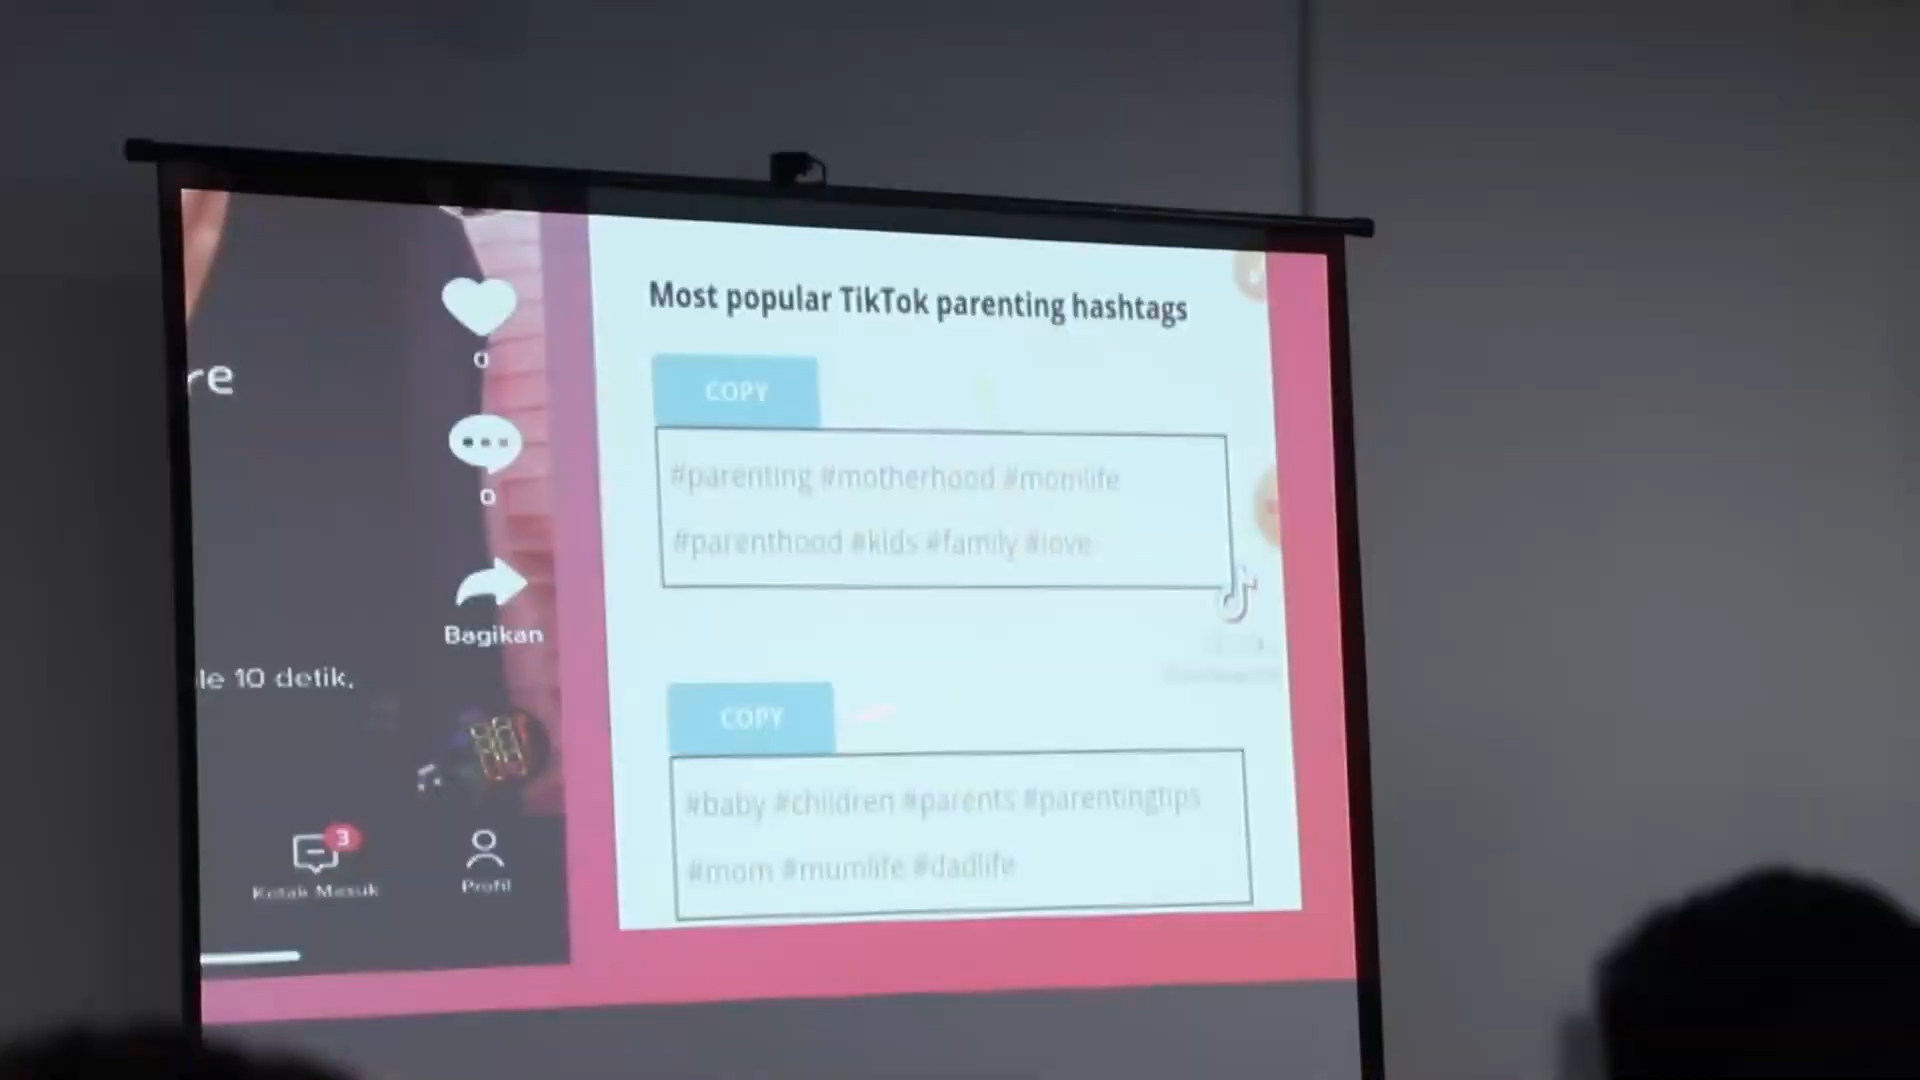 re
0
0
Bagikan
le 10 detik.
3
Kotak Masuk
Profil
Most popular TikTok parenting hashtags
COPY
#parenting #motherhood #momlife
#parenthood #kids #family #love
COPY
#baby #children #parents #parentingtips
#mom #mumlife #dadlife